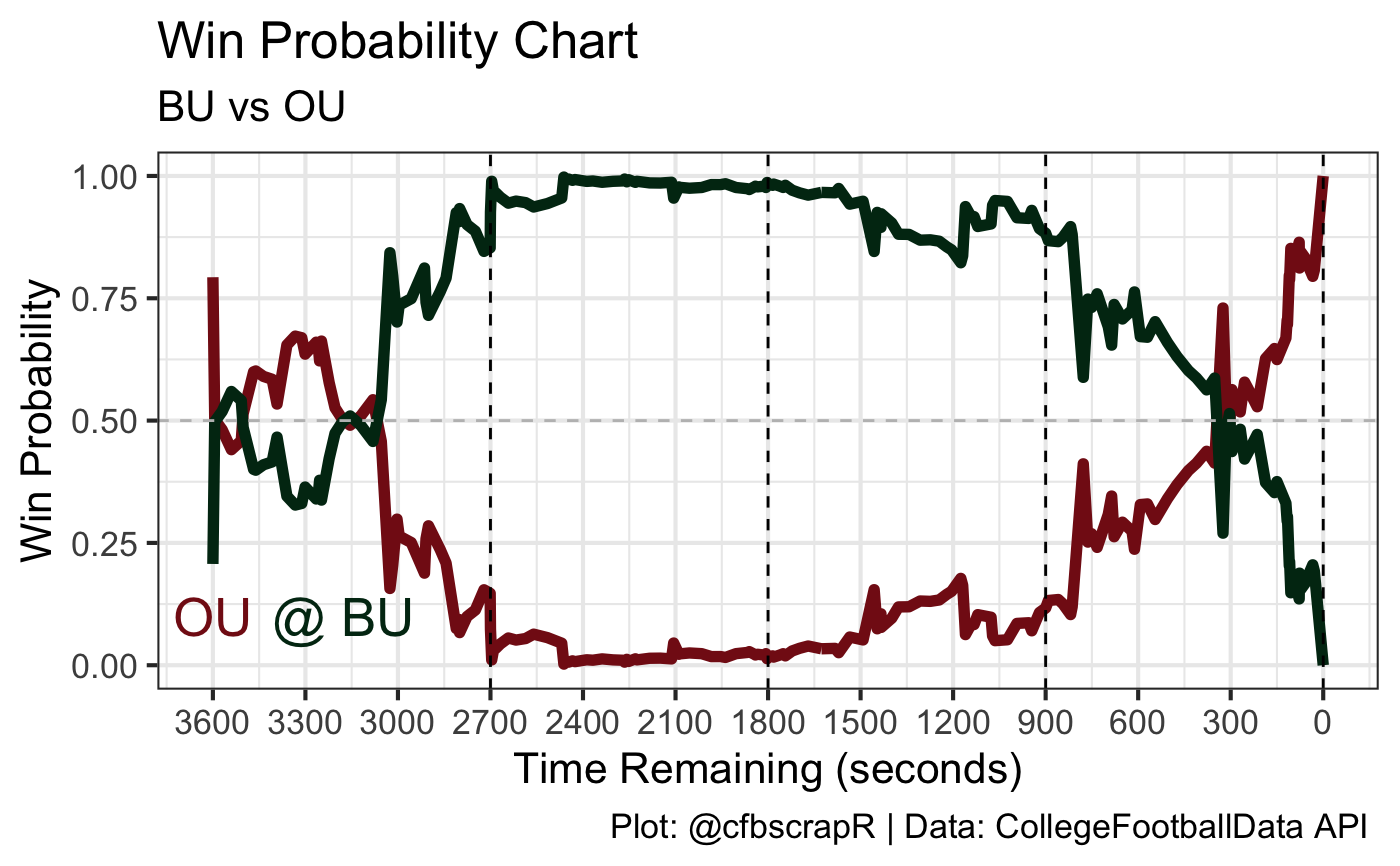 Win Probability Chart
BU vs OU
Win Probability
1.00
0.75
0.50
0.25
0.00
OU @ BU
3600 3300 3000 2700 2400 2100 1800 1500 1200 900 600 300 0
Time Remaining (seconds)
Plot: @cfbscrapR | Data: CollegeFootballData API